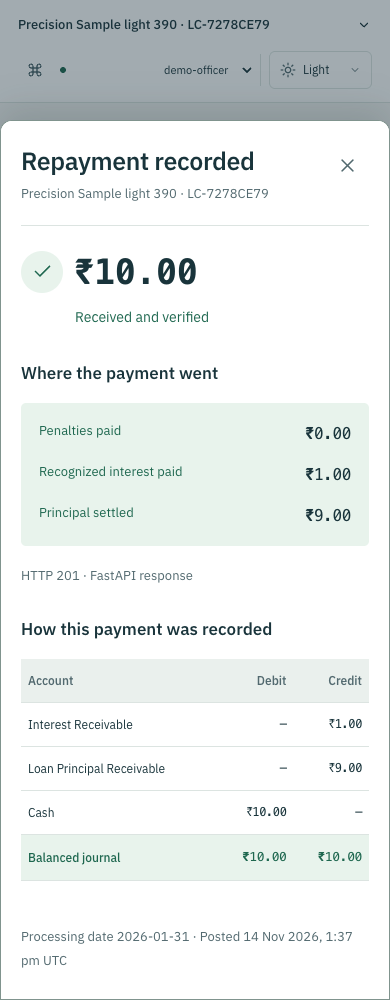 Precision Sample light 390 · LC-7278CE79
⌘ demo-officer Light
Repayment recorded
Precision Sample light 390 · LC-7278CE79
₹10.00
Received and verified
Where the payment went
Penalties paid ₹0.00
Recognized interest paid ₹1.00
Principal settled ₹9.00
HTTP 201 · FastAPI response
How this payment was recorded
Account Debit Credit
Interest Receivable – ₹1.00
Loan Principal Receivable – ₹9.00
Cash ₹10.00 –
Balanced journal ₹10.00 ₹10.00
Processing date 2026-01-31 · Posted 14 Nov 2026, 1:37
pm UTC